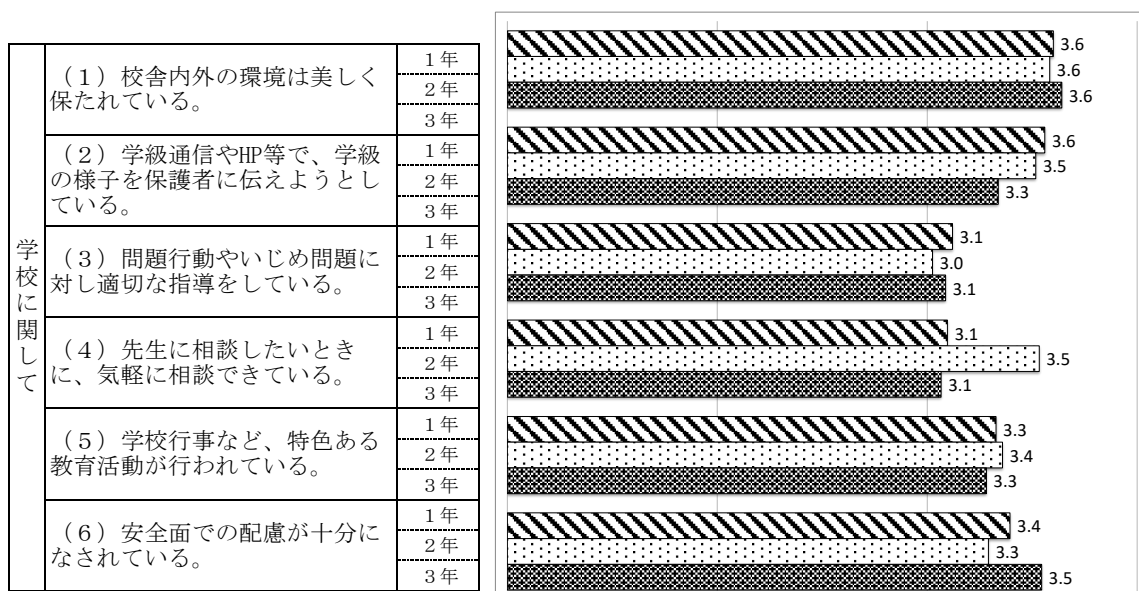 学校に関して
（１）校舎内外の環境は美しく
保たれている。
１年
２年
３年
3.6
3.6
3.6
（２）学級通信やHP等で、学級
の様子を保護者に伝えようとし
ている。
１年
２年
３年
3.6
3.5
3.3
（３）問題行動やいじめ問題に
対し適切な指導をしている。
１年
２年
３年
3.1
3.0
3.1
（４）先生に相談したいとき
に、気軽に相談できている。
１年
２年
３年
3.1
3.5
3.1
（５）学校行事など、特色ある
教育活動が行われている。
１年
２年
３年
3.3
3.4
3.3
（６）安全面での配慮が十分に
なされている。
１年
２年
３年
3.4
3.3
3.5